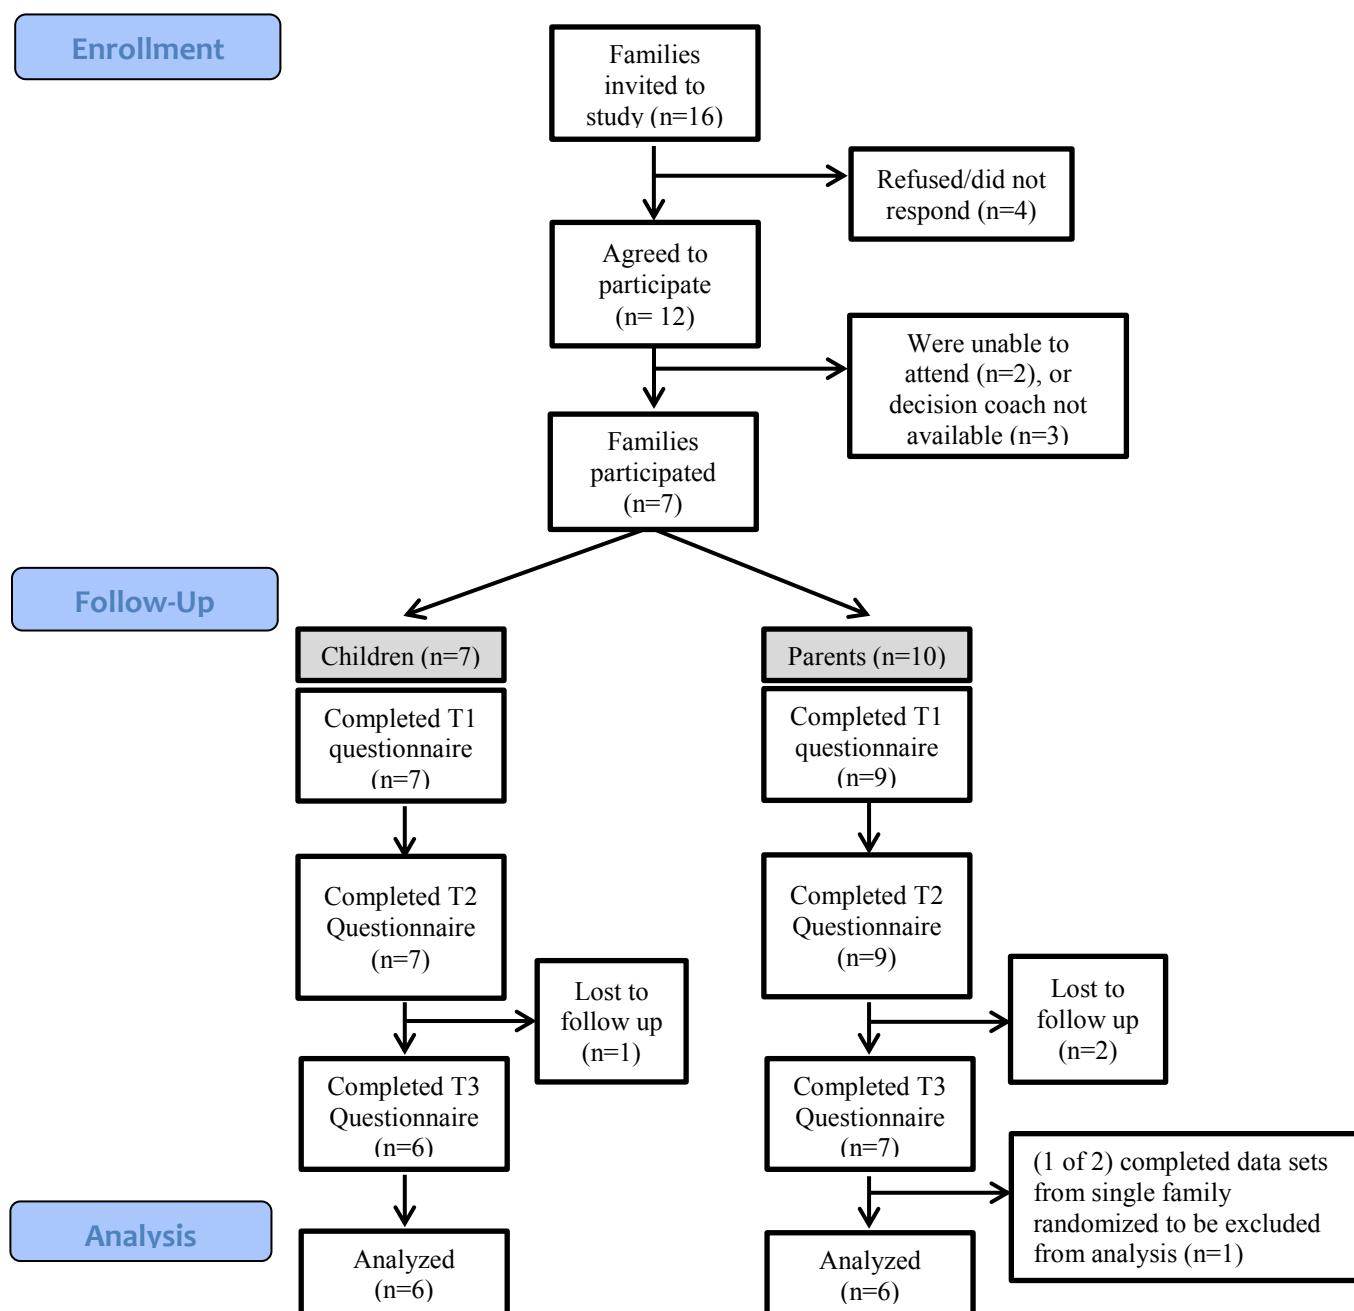 Enrollment
Families
invited to
study (n=16)
Refused/did not
respond (n=4)
Agreed to
participate
(n= 12)
Were unable to
attend (n=2), or
decision coach not
available (n=3)
Families
participated
(n=7)
Follow-Up
Children (n=7)
Parents (n=10)
Completed T1
questionnaire
(n=7)
Completed T1
questionnaire
(n=9)
Completed T2
Questionnaire
(n=7)
Completed T2
Questionnaire
(n=9)
Lost to
follow up
(n=1)
Lost to
follow up
(n=2)
Completed T3
Questionnaire
(n=6)
Completed T3
Questionnaire
(n=7)
(1 of 2) completed data sets
from single family
randomized to be excluded
from analysis (n=1)
Analysis
Analyzed
(n=6)
Analyzed
(n=6)